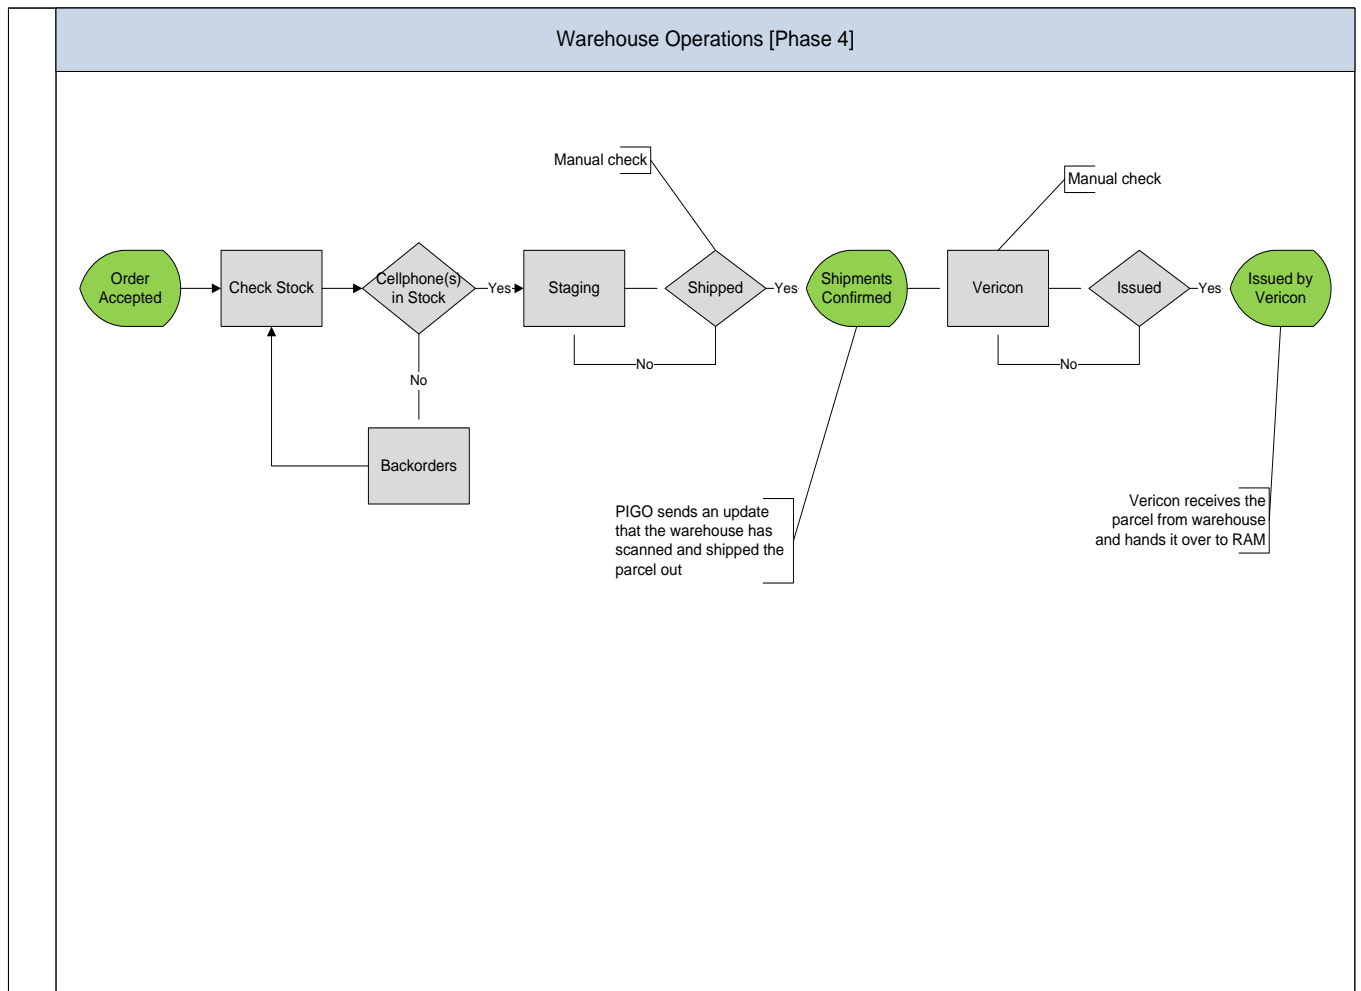 Warehouse Operations [Phase 4]
Manual check
Manual check
Order
Accepted
Check Stock
Cellphone(s)
in Stock
Yes
Staging
Shipped
Yes
Shipments
Confirmed
Vericon
Issued
Yes
Issued by
Vericon
No
No
No
Backorders
PIGO sends an update
that the warehouse has
scanned and shipped the
parcel out
Vericon receives the
parcel from warehouse
and hands it over to RAM